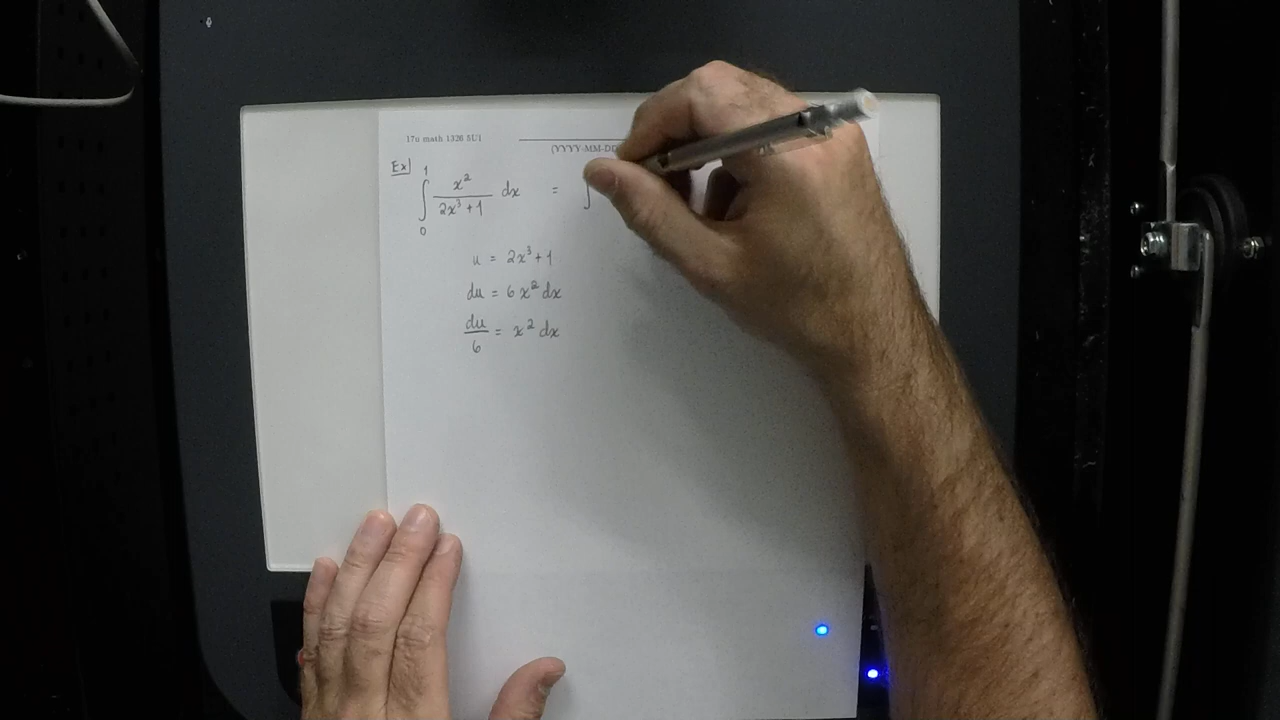 17u math 1326 5U1
(YYYY-MM-DD
Ex]
∫₀¹ x²/(2x³+1) dx = ∫
u = 2x³+1
du = 6x² dx
du/6 = x² dx